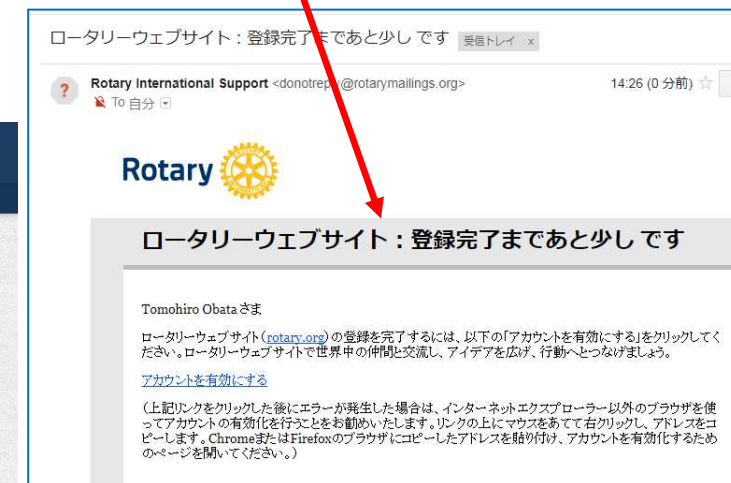 ロータリーウェブサイト：登録完了まであと少し です 受信トレイ x
Rotary International Support <donotreply@rotarymailings.org> 14:26 (0 分前)
To 自分
Rotary
ロータリーウェブサイト：登録完了まであと少し です
Tomohiro Obataさま
ロータリーウェブサイト（rotary.org）の登録を完了するには、以下の「アカウントを有効にする」をクリックしてく
ださい。ロータリーウェブサイトで世界中の仲間と交流し、アイデアを広げ、行動へとつなげましょう。
アカウントを有効にする
（上記リンクをクリックした後にエラーが発生した場合は、インターネットエクスプローラー以外のブラウザを使
ってアカウントの有効化を行うことをお勧めいたします。リンクの上にマウスをあてて右クリックし、アドレスをコ
ピーします。ChromeまたはFirefoxのブラウザにコピーしたアドレスを貼り付け、アカウントを有効化するため
のページを開いてください。）